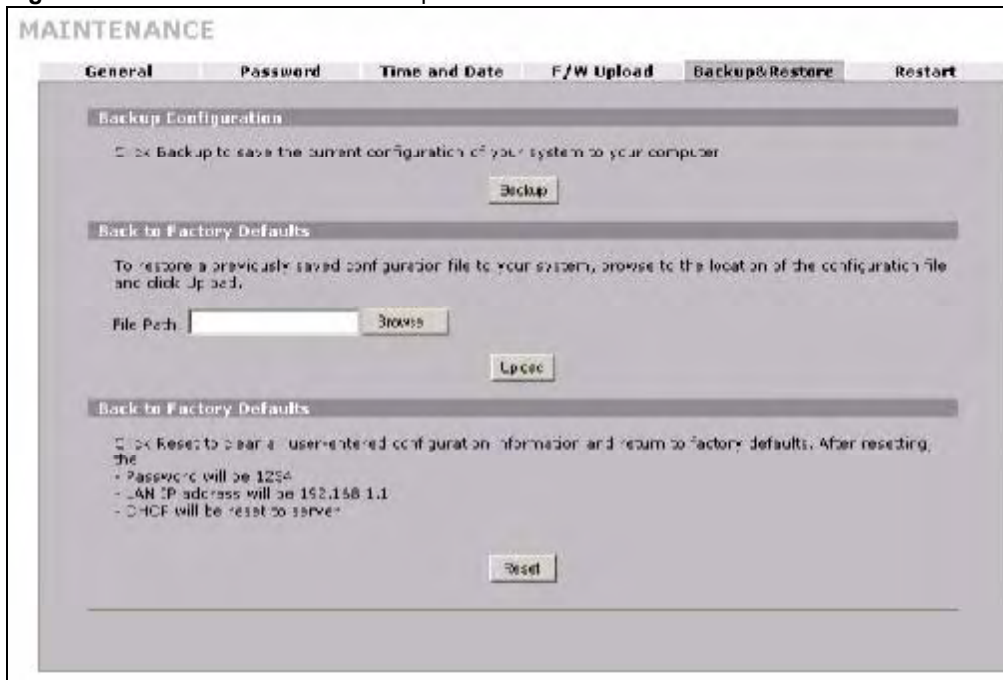 MAINTENANCE
General Password Time and Date F/W Upload Backup&Restore Restart
Backup Configuration
Click Backup to save the current configuration of your system to your computer
Backup
Back to Factory Defaults
To restore a previously saved configuration file to your system, browse to the location of the configuration file
and click Upload.
File Path: Browse...
Upload
Back to Factory Defaults
Click Reset to clear all user-entered configuration information and return to factory defaults. After resetting,
the
- Password will be 1234
- LAN IP address will be 192.168.1.1
- DHCP will be reset to server
Reset